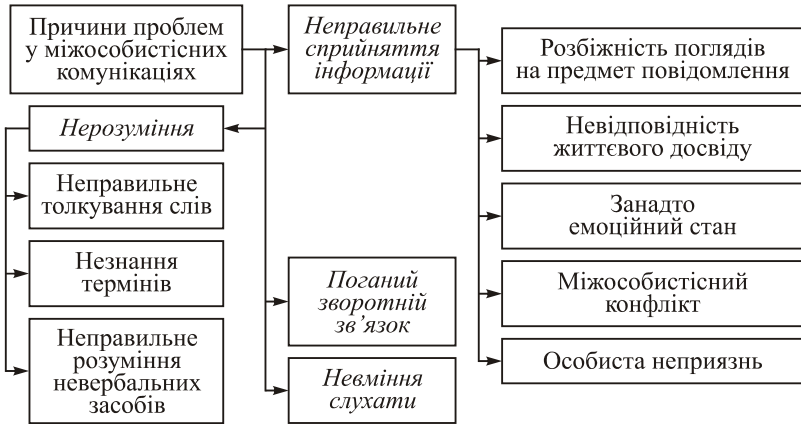 Причини проблем
у міжособистісних
комунікаціях
Неправильне
сприйняття
інформації
Розбіжність поглядів
на предмет повідомлення
Нерозуміння
Невідповідність
життєвого досвіду
Неправильне
толкування слів
Занадто
емоційний стан
Незнання
термінів
Поганий
зворотній
зв’язок
Міжособистісний
конфлікт
Неправильне
розуміння
невербальних
засобів
Невміння
слухати
Особиста неприязнь